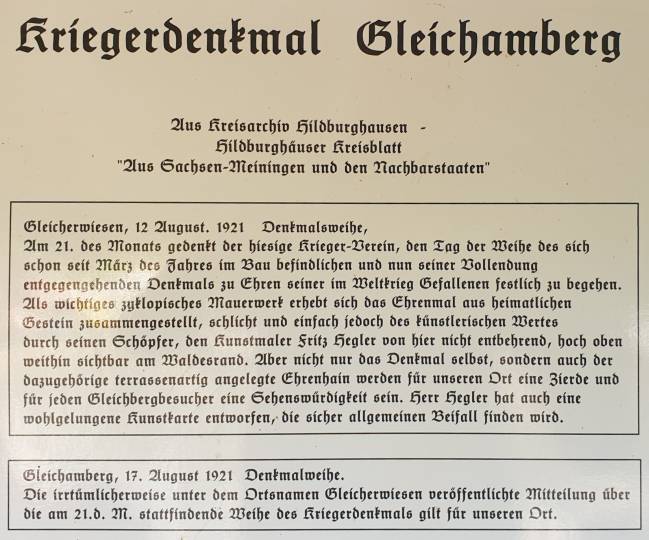 Kriegerdenkmal Gleichamberg
Aus Kreisarchiv Hildburghausen -
Hildburghäuser Kreisblatt
"Aus Sachsen-Meiningen und den Nachbarstaaten"
Gleicherwiesen, 12 August. 1921 Denkmalsweihe,
Am 21. des Monats gedenkt der hiesige Krieger-Verein, den Tag der Weihe des sich
schon seit März des Jahres im Bau befindlichen und nun seiner Vollendung
entgegengehenden Denkmals zu Ehren seiner im Weltkrieg Gefallenen festlich zu begehen.
Als wichtiges zyklopisches Mauerwerk erhebt sich das Ehrenmal aus heimatlichen
Gestein zusammengestellt, schlicht und einfach jedoch des künstlerischen Wertes
durch seinen Schöpfer, den Kunstmaler Fritz Hegler von hier nicht entbehrend, hoch oben
weithin sichtbar am Waldesrand. Aber nicht nur das Denkmal selbst, sondern auch der
dazugehörige terrassenartig angelegte Ehrenhain werden für unseren Ort eine Zierde und
für jeden Gleichbergbesucher eine Sehenswürdigkeit sein. Herr Hegler hat auch eine
wohlgelungene Kunstkarte entworfen, die sicher allgemeinen Beifall finden wird.
Gleichamberg, 17. August 1921 Denkmalweihe.
Die irrtümlicherweise unter dem Ortsnamen Gleicherwiesen veröffentlichte Mitteilung über
die am 21.d. M. stattfindende Weihe des Kriegerdenkmals gilt für unseren Ort.